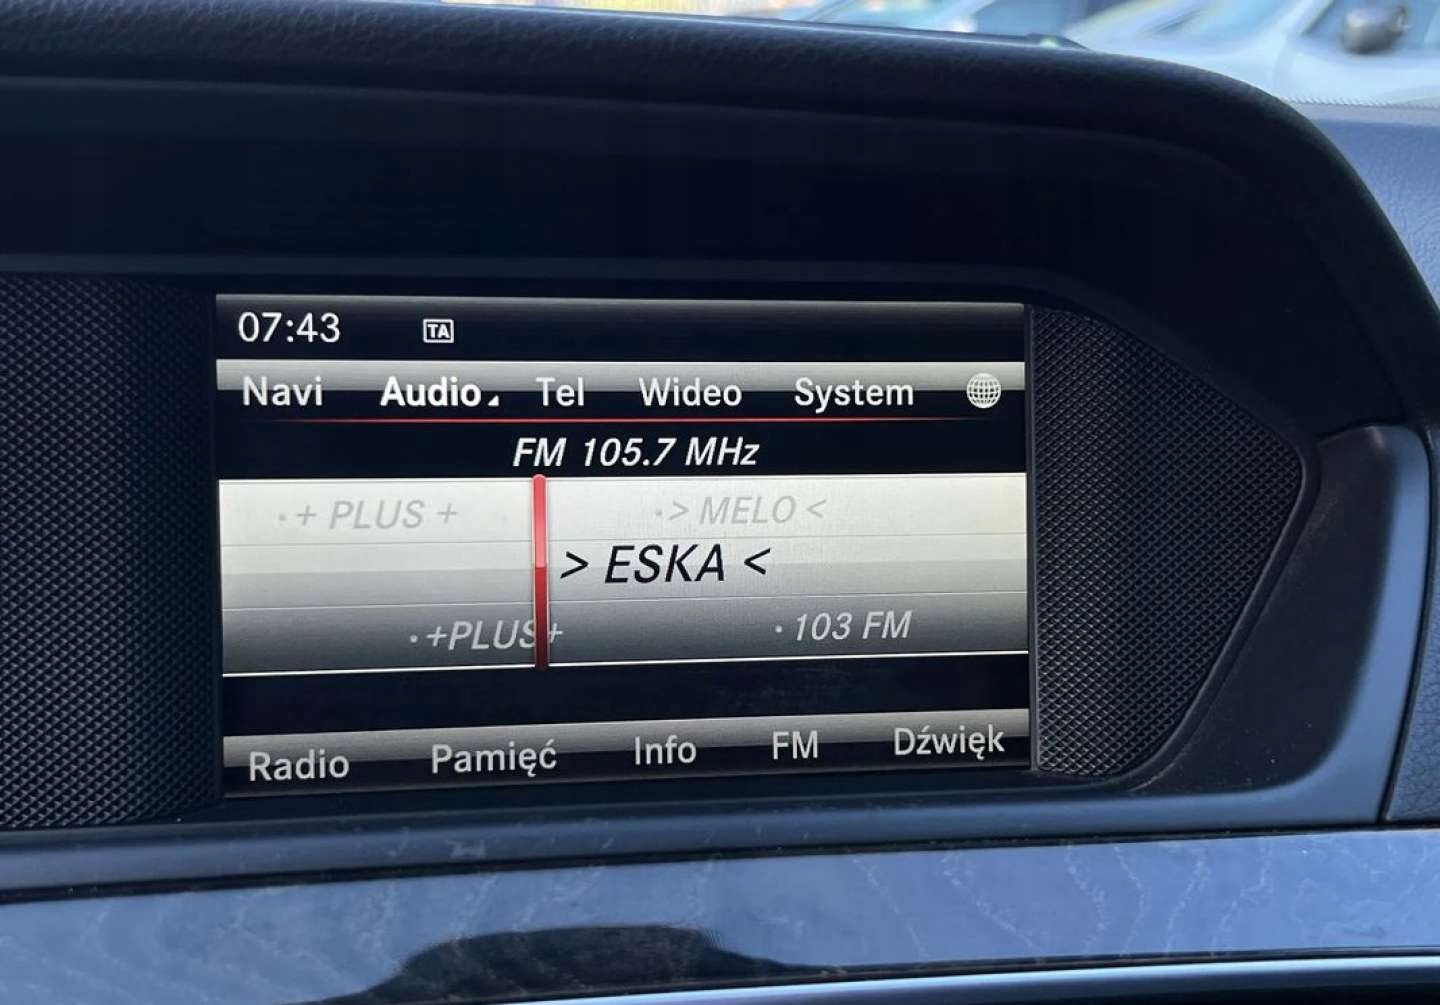 07:43 TA
Navi Audio Tel Wideo System
FM 105.7 MHz
·+ PLUS + ·> MELO <
> ESKA <
·+PLUS+ ·103 FM
Radio Pamięć Info FM Dźwięk